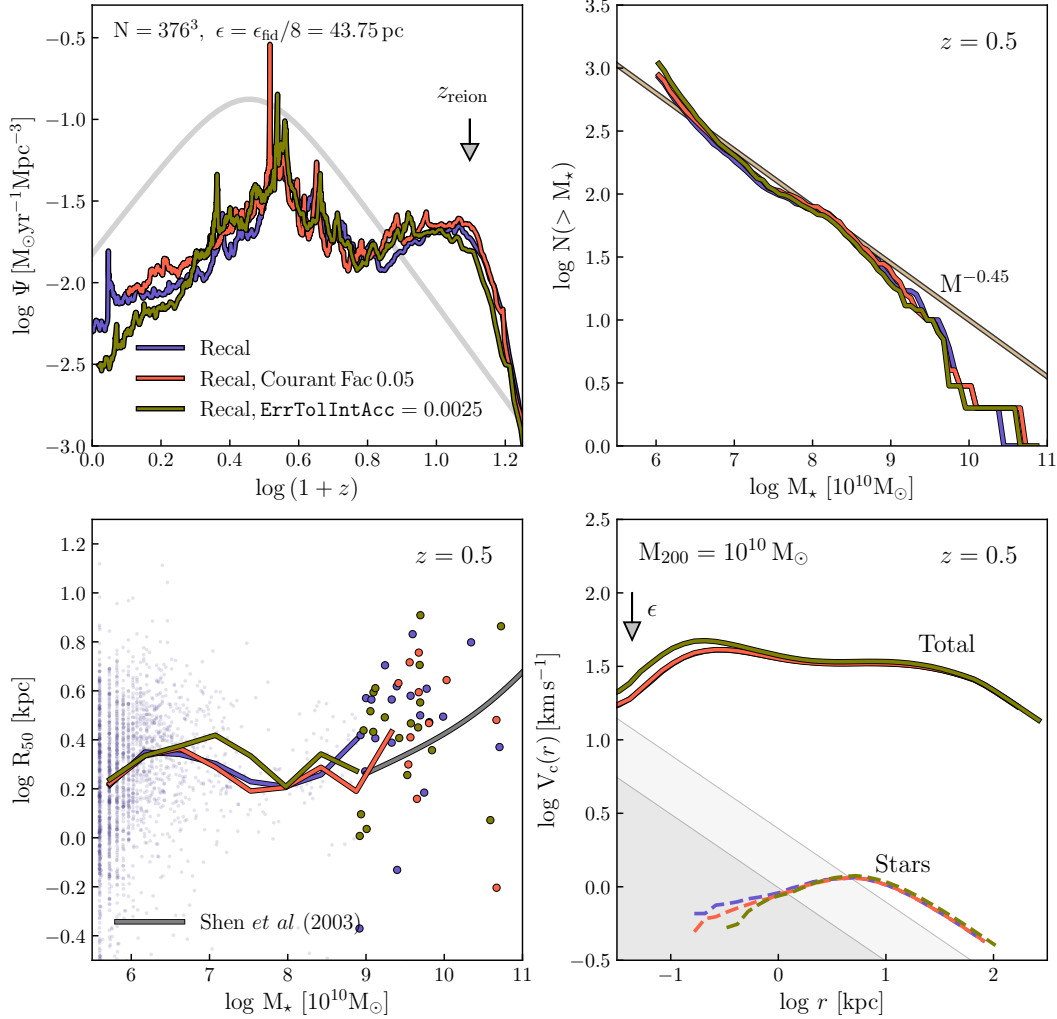 N = 376³, ϵ = ϵ_fid/8 = 43.75 pc
z_reion
Recal
Recal, Courant Fac 0.05
Recal, ErrTolIntAcc = 0.0025
log Ψ [M_⊙yr⁻¹Mpc⁻³]
−0.5
−1.0
−1.5
−2.0
−2.5
−3.0
0.0 0.2 0.4 0.6 0.8 1.0 1.2
log (1 + z)
z = 0.5
M^−0.45
log N(> M_⋆)
3.5
3.0
2.5
2.0
1.5
1.0
0.5
0.0
6 7 8 9 10 11
log M_⋆ [10¹⁰M_⊙]
z = 0.5
Shen et al (2003)
log R₅₀ [kpc]
1.2
1.0
0.8
0.6
0.4
0.2
0.0
−0.2
−0.4
6 7 8 9 10 11
log M_⋆ [10¹⁰M_⊙]
M₂₀₀ = 10¹⁰ M_⊙
z = 0.5
ϵ
Total
Stars
log V_c(r) [km s⁻¹]
2.5
2.0
1.5
1.0
0.5
0.0
−0.5
−1 0 1 2
log r [kpc]